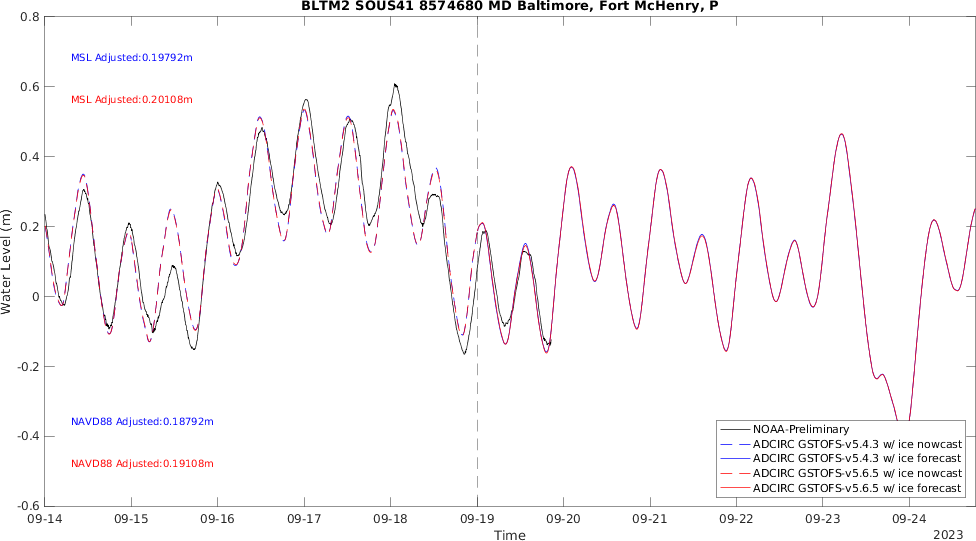 BLTM2 SOUS41 8574680 MD Baltimore, Fort McHenry, P
0.8
0.6
0.4
0.2
0
-0.2
-0.4
-0.6
Water Level (m)
MSL Adjusted:0.19792m
MSL Adjusted:0.20108m
NAVD88 Adjusted:0.18792m
NAVD88 Adjusted:0.19108m
NOAA-Preliminary
ADCIRC GSTOFS-v5.4.3 w/ ice nowcast
ADCIRC GSTOFS-v5.4.3 w/ ice forecast
ADCIRC GSTOFS-v5.6.5 w/ ice nowcast
ADCIRC GSTOFS-v5.6.5 w/ ice forecast
09-14 09-15 09-16 09-17 09-18 09-19 09-20 09-21 09-22 09-23 09-24
Time
2023